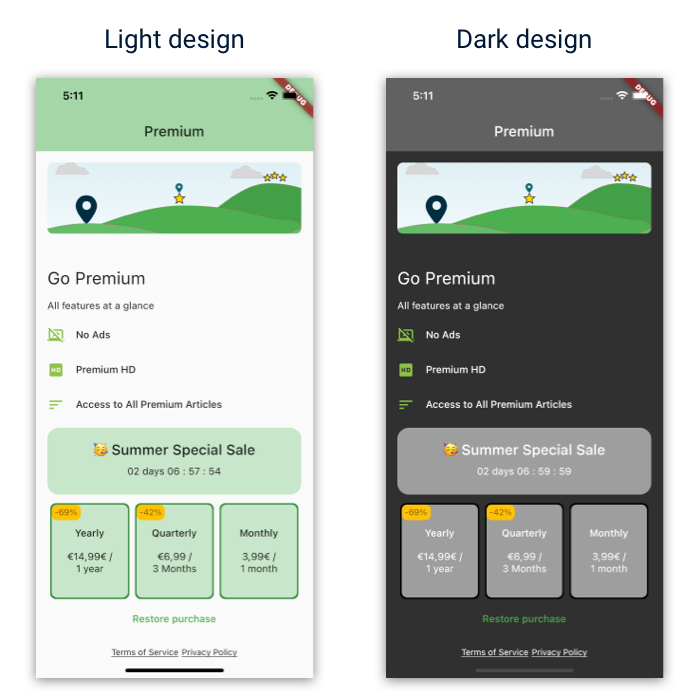 Light design
5:11
DEBUG
Premium
Go Premium
All features at a glance
No Ads
HD
Premium HD
Access to All Premium Articles
🥳 Summer Special Sale
02 days 06 : 57 : 54
-69%
Yearly
€14,99€ /
1 year
-42%
Quarterly
€6,99 /
3 Months
Monthly
3,99€ /
1 month
Restore purchase
Terms of Service Privacy Policy
Dark design
5:11
DEBUG
Premium
Go Premium
All features at a glance
No Ads
HD
Premium HD
Access to All Premium Articles
🥳 Summer Special Sale
02 days 06 : 59 : 59
-69%
Yearly
€14,99€ /
1 year
-42%
Quarterly
€6,99 /
3 Months
Monthly
3,99€ /
1 month
Restore purchase
Terms of Service Privacy Policy